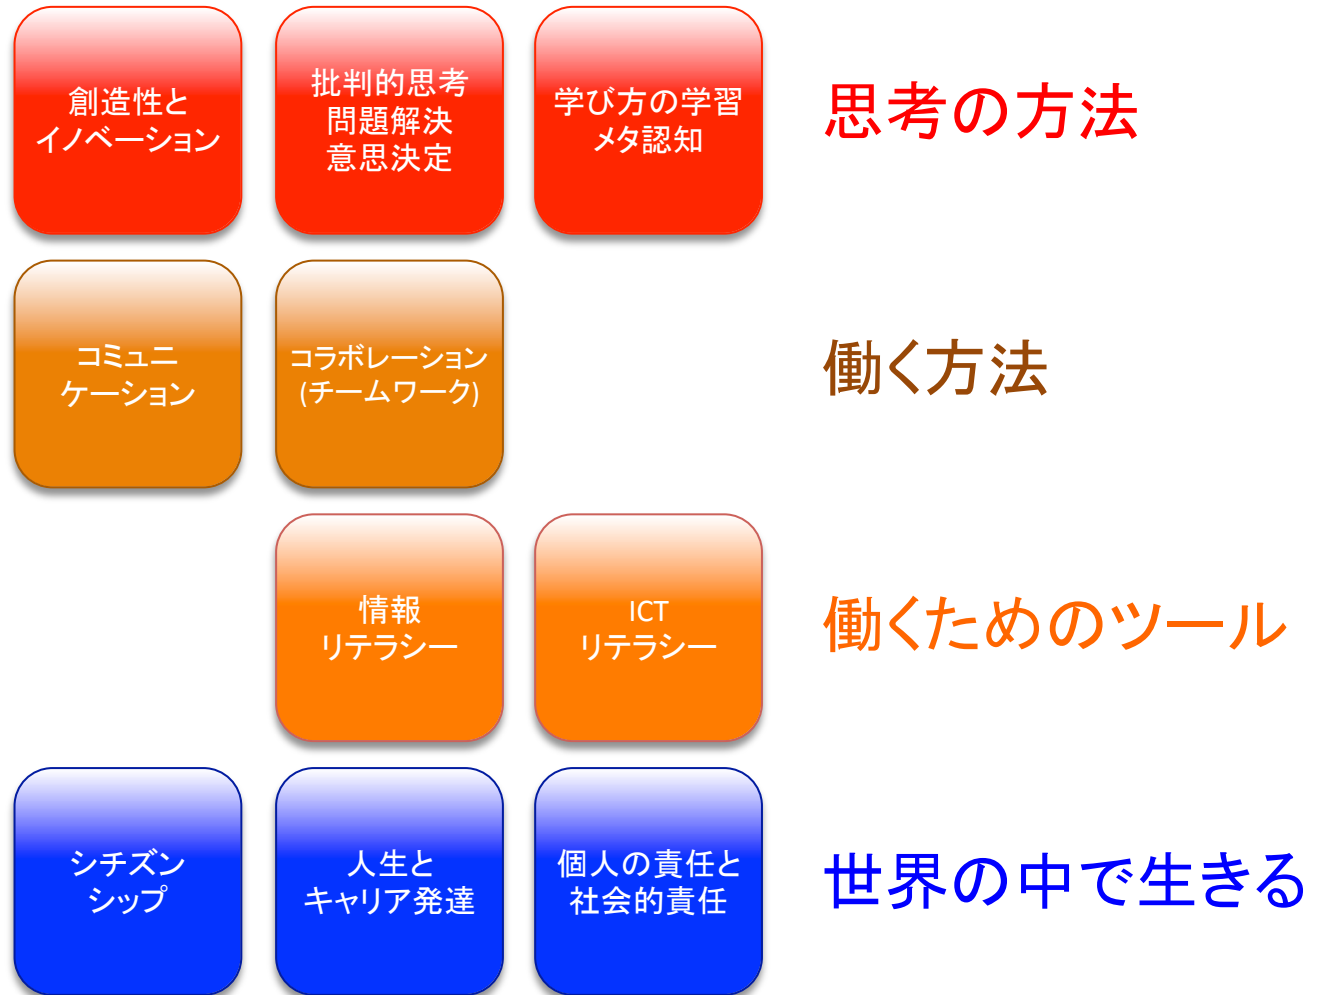 創造性と
イノベーション
批判的思考
問題解決
意思決定
学び方の学習
メタ認知
思考の方法
コミュニ
ケーション
コラボレーション
(チームワーク)
働く方法
情報
リテラシー
ICT
リテラシー
働くためのツール
シチズン
シップ
人生と
キャリア発達
個人の責任と
社会的責任
世界の中で生きる